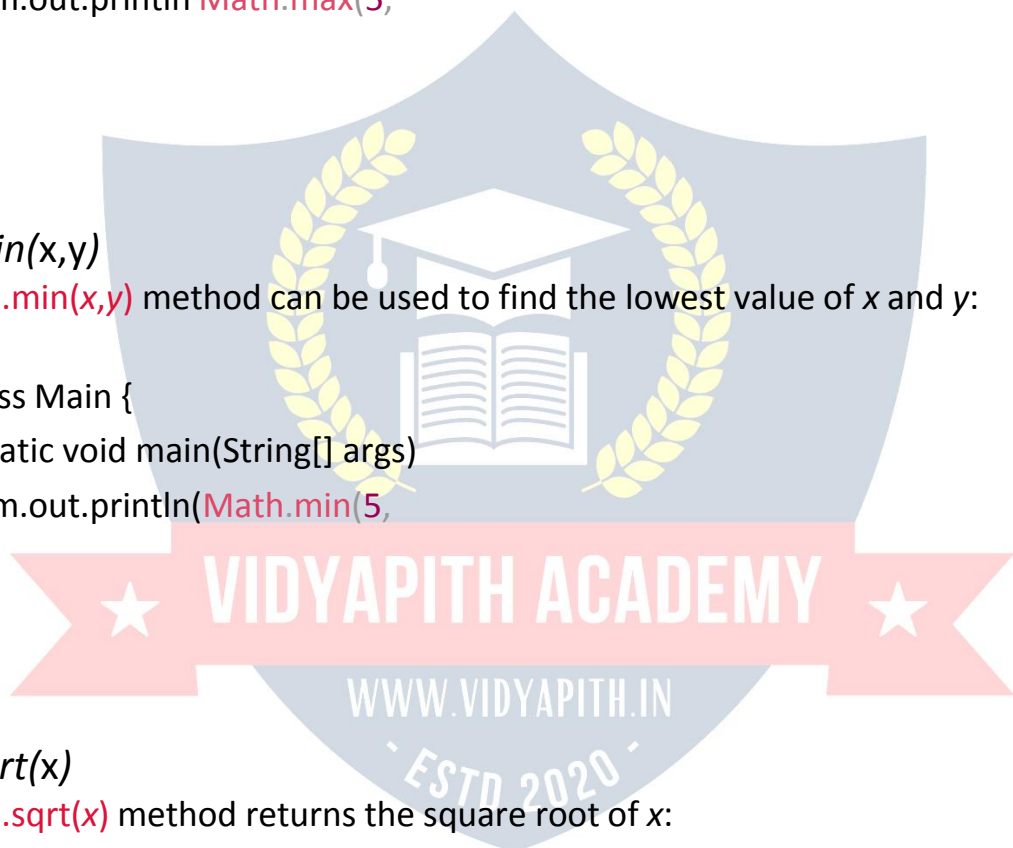 m.out.println Math.max(5,
in(x,y)
.min(x,y) method can be used to find the lowest value of x and y:
ss Main {
atic void main(String[] args)
m.out.println(Math.min(5,
VIDYAPITH ACADEMY
WWW.VIDYAPITH.IN
rt(x)
- ESTD 2020 -
.sqrt(x) method returns the square root of x: